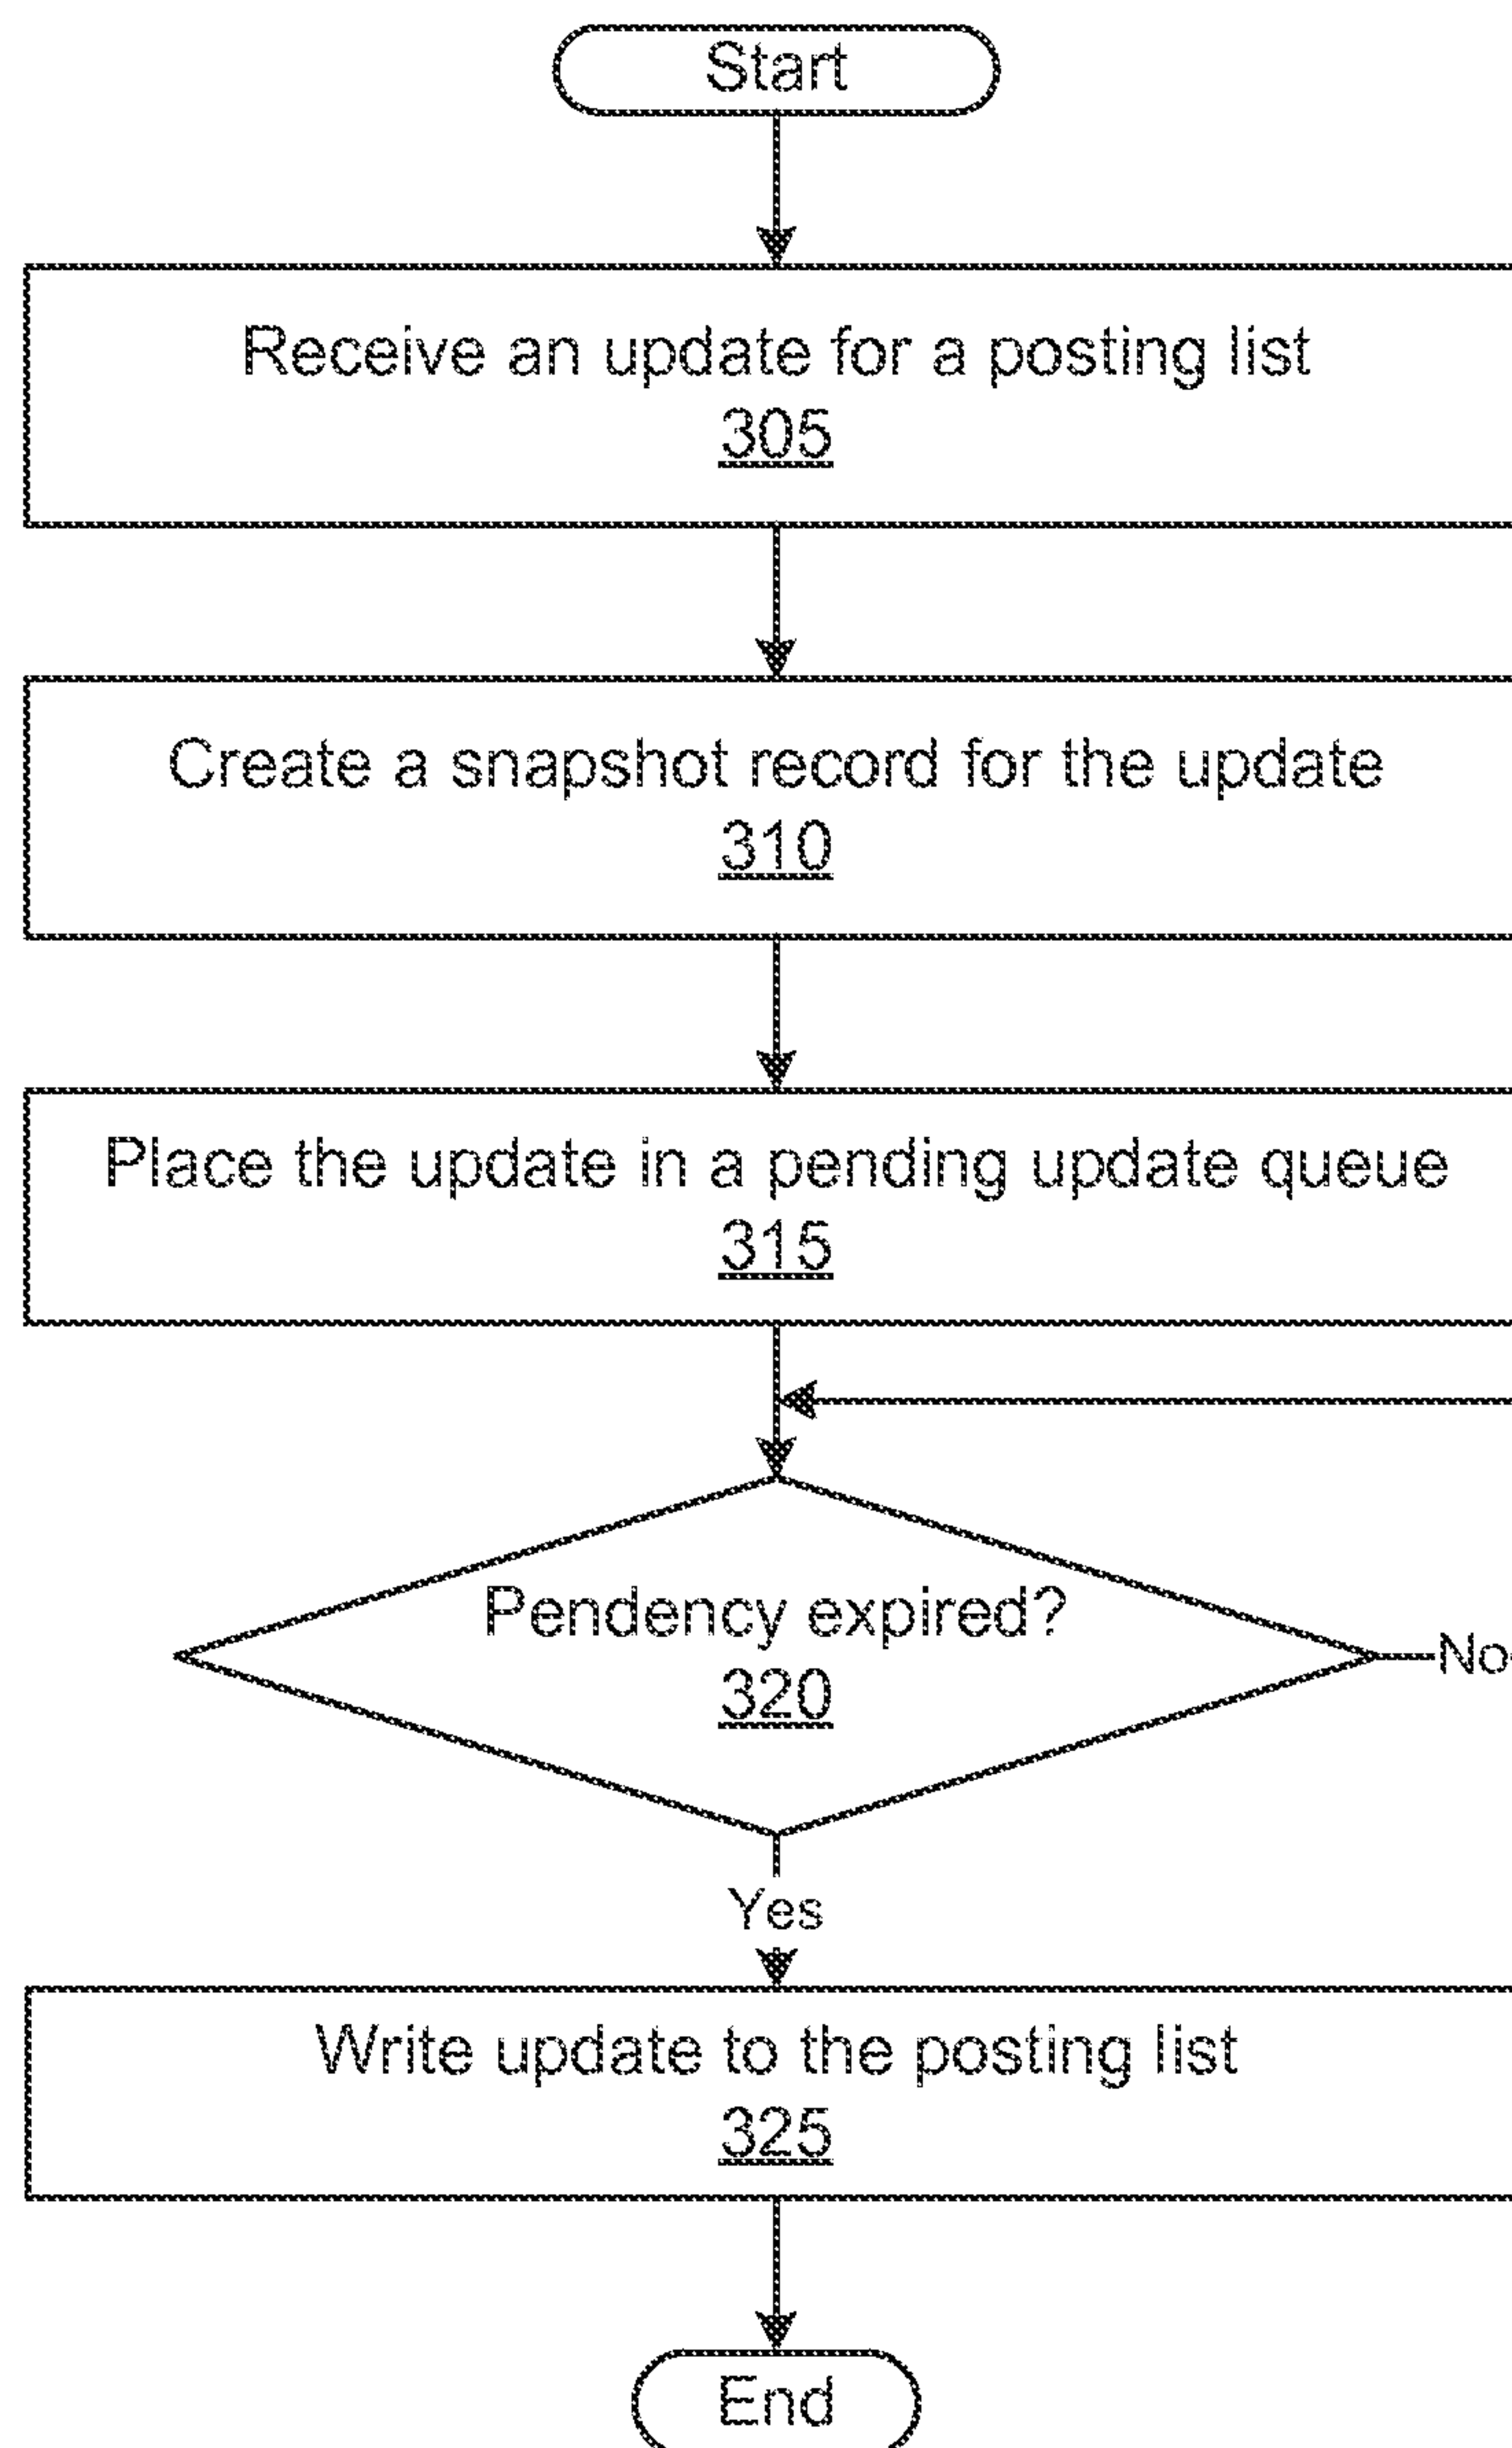 Start
Receive an update for a posting list
305
Create a snapshot record for the update
310
Place the update in a pending update queue
315
Pendency expired?
320
No
Yes
Write update to the posting list
325
End